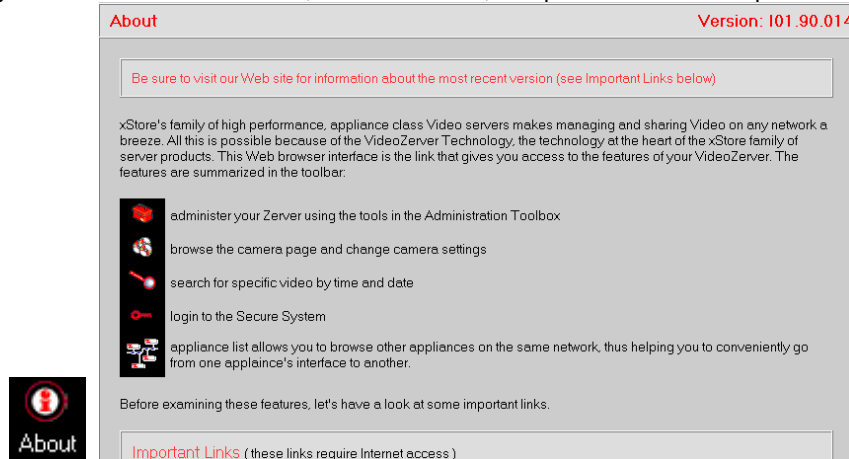 About Version: I01.90.014
Be sure to visit our Web site for information about the most recent version (see Important Links below)
xStore's family of high performance, appliance class Video servers makes managing and sharing Video on any network a
breeze. All this is possible because of the VideoZerver Technology, the technology at the heart of the xStore family of
server products. This Web browser interface is the link that gives you access to the features of your VideoZerver. The
features are summarized in the toolbar:
administer your Zerver using the tools in the Administration Toolbox
browse the camera page and change camera settings
search for specific video by time and date
login to the Secure System
appliance list allows you to browse other appliances on the same network, thus helping you to conveniently go
from one applaince's interface to another.
Before examining these features, let's have a look at some important links.
About
Important Links (these links require Internet access)